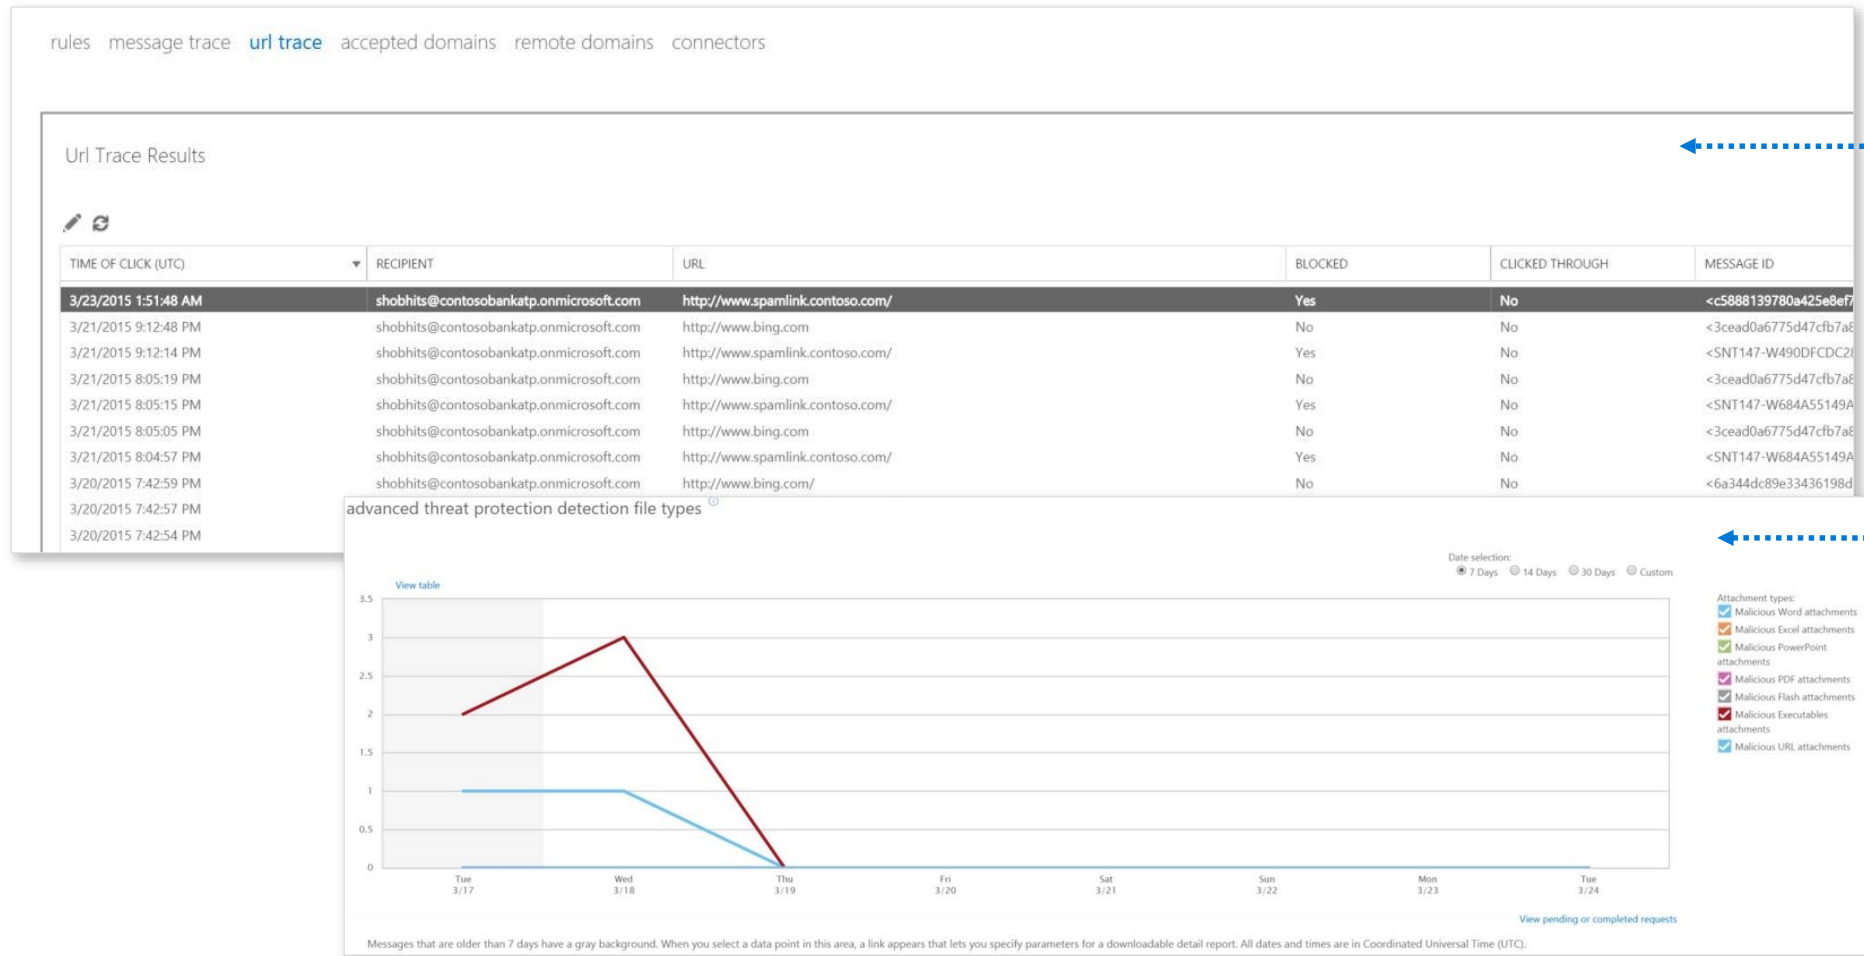 rules message trace url trace accepted domains remote domains connectors
Url Trace Results
TIME OF CLICK (UTC) RECIPIENT URL BLOCKED CLICKED THROUGH MESSAGE ID
3/23/2015 1:51:48 AM shobhits@contosobankatp.onmicrosoft.com http://www.spamlink.contoso.com/ Yes No <c5888139780a425e8ef7
3/21/2015 9:12:48 PM shobhits@contosobankatp.onmicrosoft.com http://www.bing.com No No <3cead0a6775d47cfb7a8
3/21/2015 9:12:14 PM shobhits@contosobankatp.onmicrosoft.com http://www.spamlink.contoso.com/ Yes No <SNT147-W490DFCDC28
3/21/2015 8:05:19 PM shobhits@contosobankatp.onmicrosoft.com http://www.bing.com No No <3cead0a6775d47cfb7a8
3/21/2015 8:05:15 PM shobhits@contosobankatp.onmicrosoft.com http://www.spamlink.contoso.com/ Yes No <SNT147-W684A55149A
3/21/2015 8:05:05 PM shobhits@contosobankatp.onmicrosoft.com http://www.bing.com No No <3cead0a6775d47cfb7a8
3/21/2015 8:04:57 PM shobhits@contosobankatp.onmicrosoft.com http://www.spamlink.contoso.com/ Yes No <SNT147-W684A55149A
3/20/2015 7:42:59 PM shobhits@contosobankatp.onmicrosoft.com http://www.bing.com/ No No <6a344dc89e33436198d
3/20/2015 7:42:57 PM
3/20/2015 7:42:54 PM
advanced threat protection detection file types
Date selection:
7 Days 14 Days 30 Days Custom
View table
3.5
3
2.5
2
1.5
1
0.5
0
Tue Wed Thu Fri Sat Sun Mon Tue
3/17 3/18 3/19 3/20 3/21 3/22 3/23 3/24
Attachment types:
Malicious Word attachments
Malicious Excel attachments
Malicious PowerPoint
attachments
Malicious PDF attachments
Malicious Flash attachments
Malicious Executables
attachments
Malicious URL attachments
View pending or completed requests
Messages that are older than 7 days have a gray background. When you select a data point in this area, a link appears that lets you specify parameters for a downloadable detail report. All dates and times are in Coordinated Universal Time (UTC).